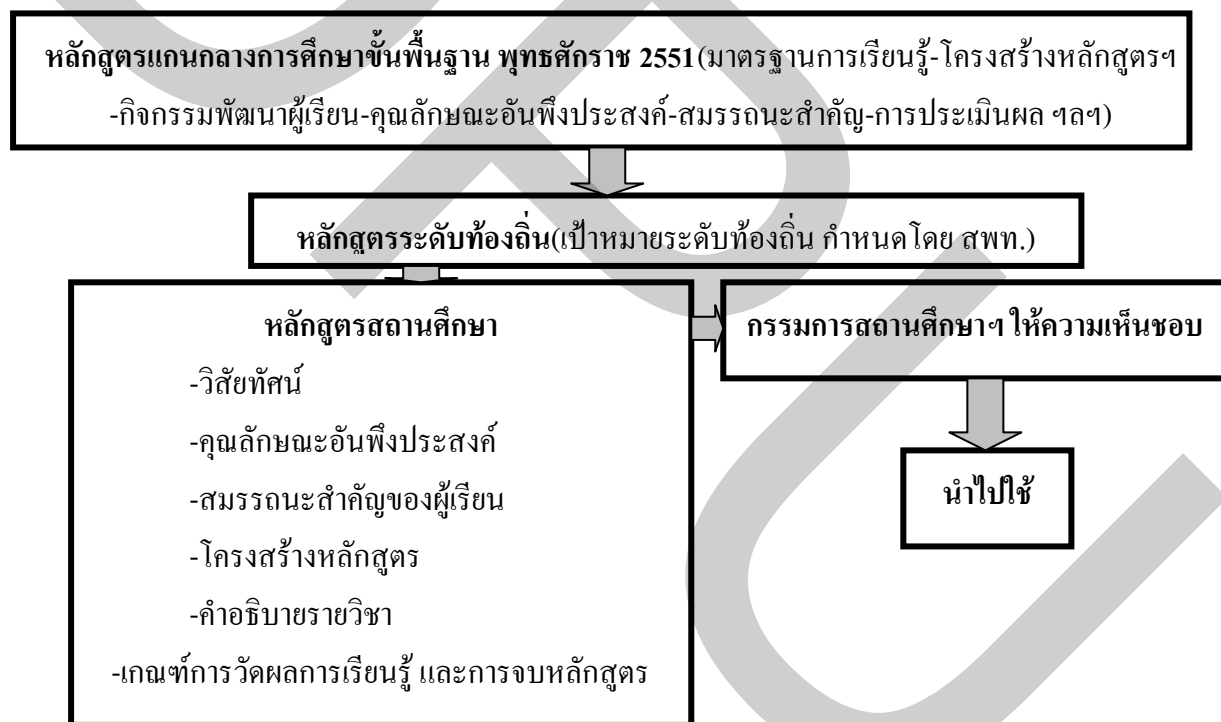 หลักสูตรแกนกลางการศึกษาขั้นพื้นฐาน พุทธศักราช 2551(มาตรฐานการเรียนรู้-โครงสร้างหลักสูตรฯ
-กิจกรรมพัฒนาผู้เรียน-คุณลักษณะอันพึงประสงค์-สมรรถนะสำคัญ-การประเมินผล ฯลฯ)
หลักสูตรระดับท้องถิ่น(เป้าหมายระดับท้องถิ่น กำหนดโดย สพท.)
หลักสูตรสถานศึกษา
-วิสัยทัศน์
-คุณลักษณะอันพึงประสงค์
-สมรรถนะสำคัญของผู้เรียน
-โครงสร้างหลักสูตร
-คำอธิบายรายวิชา
-เกณฑ์การวัดผลการเรียนรู้ และการจบหลักสูตร
กรรมการสถานศึกษาฯ ให้ความเห็นชอบ
นำไปใช้